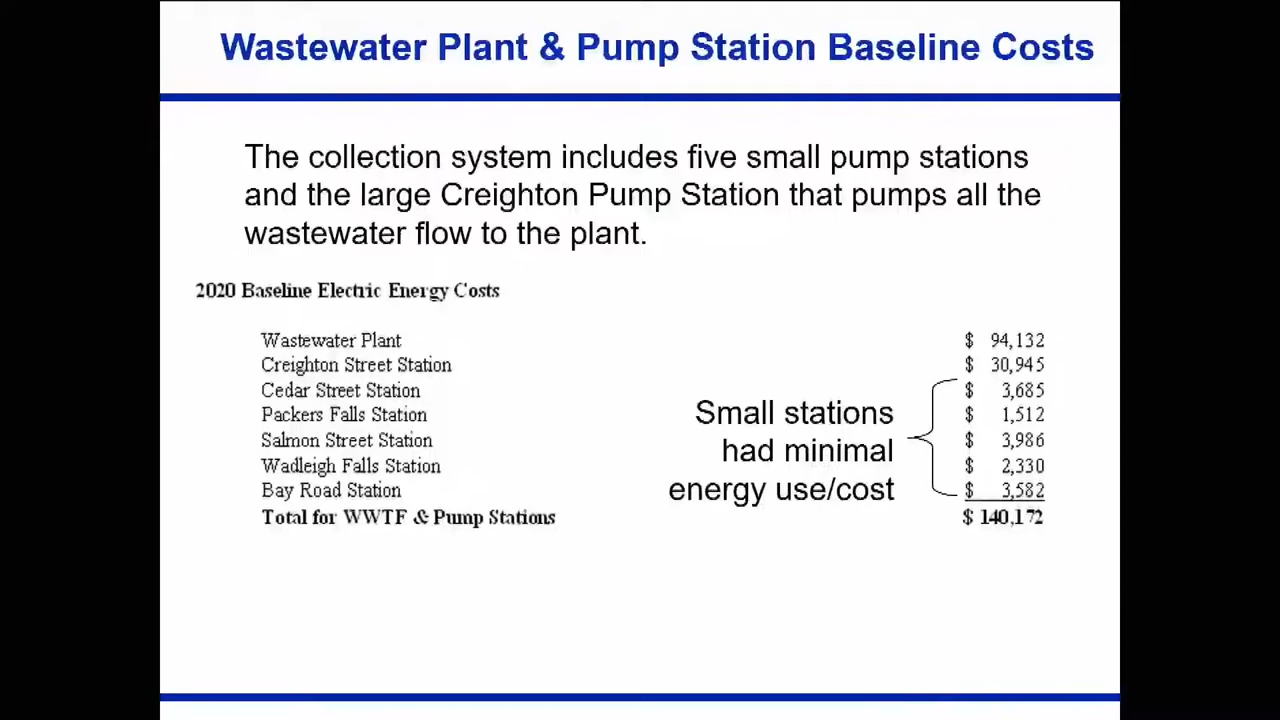 Wastewater Plant & Pump Station Baseline Costs
The collection system includes five small pump stations
and the large Creighton Pump Station that pumps all the
wastewater flow to the plant.
2020 Baseline Electric Energy Costs
Wastewater Plant $ 94,132
Creighton Street Station $ 30,945
Cedar Street Station $ 3,685
Packers Falls Station $ 1,512
Salmon Street Station $ 3,986
Wadleigh Falls Station $ 2,330
Bay Road Station $ 3,582
Total for WWTF & Pump Stations $ 140,172
Small stations
had minimal
energy use/cost